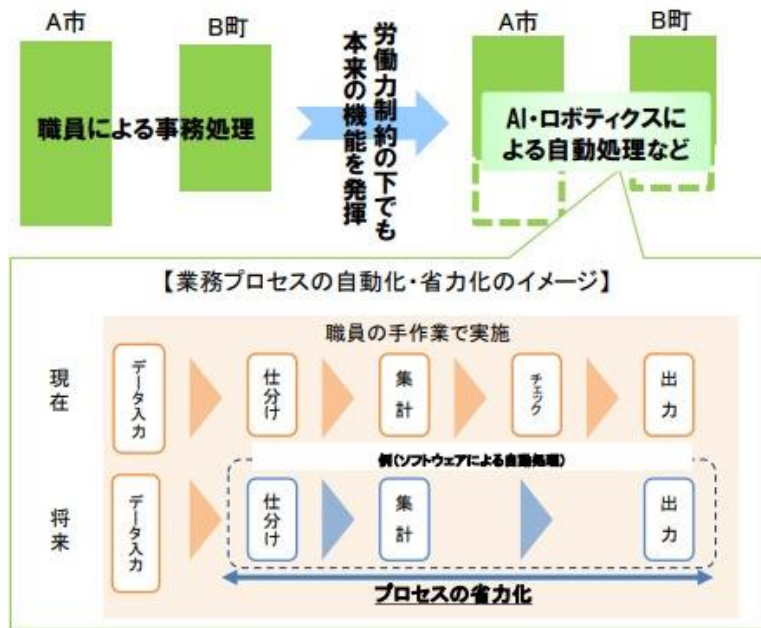 A市
B町
職員による事務処理
労働力制約の下でも
本来の機能を発揮
A市
B町
AI・ロボティクスに
よる自動処理など
【業務プロセスの自動化・省力化のイメージ】
職員の手作業で実施
現在
データ入力
仕分け
集計
チェック
出力
例(ソフトウェアによる自動処理)
将来
データ入力
仕分け
集計
出力
プロセスの省力化